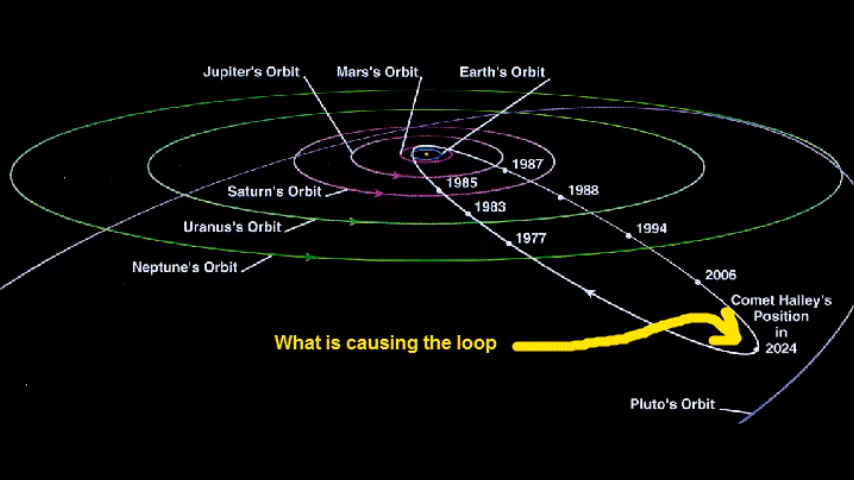 Jupiter's Orbit
Mars's Orbit
Earth's Orbit
1987
1985
1988
Saturn's Orbit
1983
Uranus's Orbit
1994
1977
Neptune's Orbit
2005
Comet Halley's
Position
in
2024
What is causing the loop
Pluto's Orbit